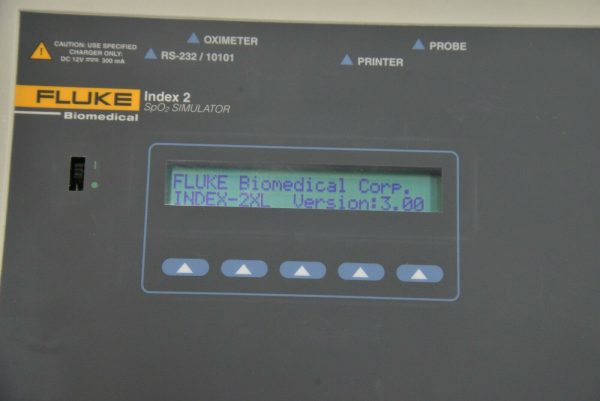 OXIMETER
PROBE
CAUTION: USE SPECIFIED
CHARGER ONLY:
DC 12V ⎓ 300 mA
RS-232 / 10101
PRINTER
FLUKE
Biomedical
Index 2
SpO₂ SIMULATOR
FLUKE Biomedical Corp.
INDEX-2XL Version:3.00